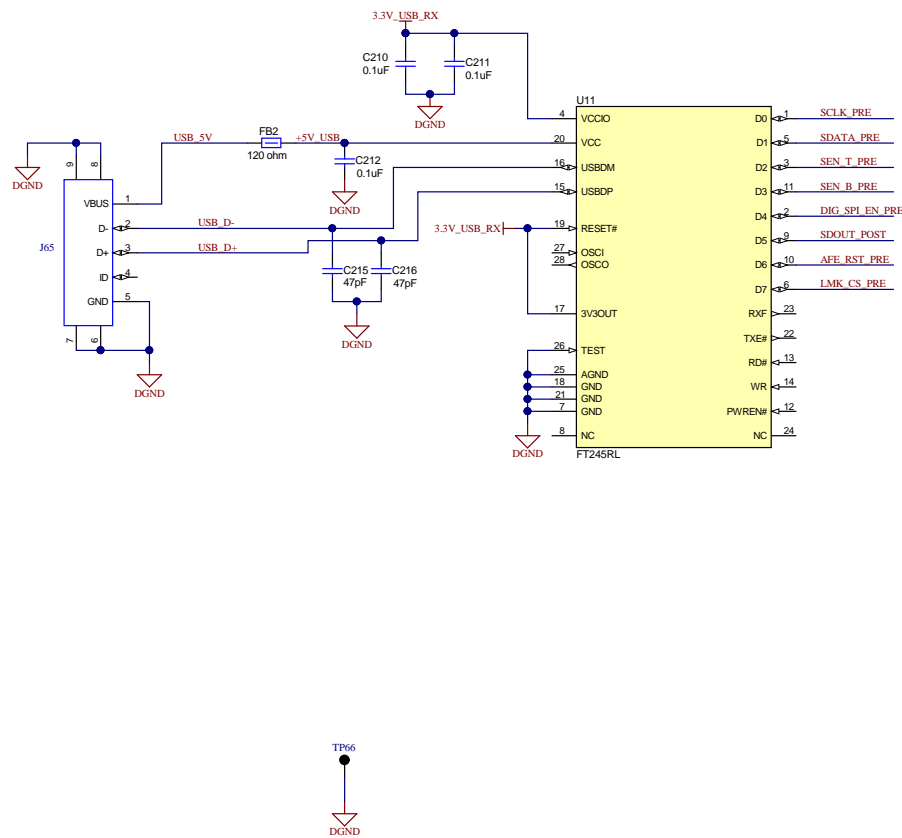 3.3V_USB_RX
C210
0.1uF
C211
0.1uF
DGND
U11
4 VCCIO
20 VCC
16 USBDM
15 USBDP
19 RESET#
27 OSCI
28 OSCO
17 3V3OUT
26 TEST
25 AGND
18 GND
21 GND
7 GND
8 NC
D0 1 SCLK_PRE
D1 5 SDATA_PRE
D2 3 SEN_T_PRE
D3 11 SEN_B_PRE
D4 2 DIG_SPI_EN_PRE
D5 9 SDOUT_POST
D6 10 AFE_RST_PRE
D7 6 LMK_CS_PRE
RXF 23
TXE# 22
RD# 13
WR 14
PWREN# 12
NC 24
FT245RL
DGND
USB_5V
FB2
120 ohm
+5V_USB
C212
0.1uF
DGND
DGND
9
8
VBUS 1
D- 2
D+ 3
ID 4
GND 5
7
6
J65
USB_D-
USB_D+
3.3V_USB_RX
C215
47pF
C216
47pF
DGND
DGND
TP66
DGND